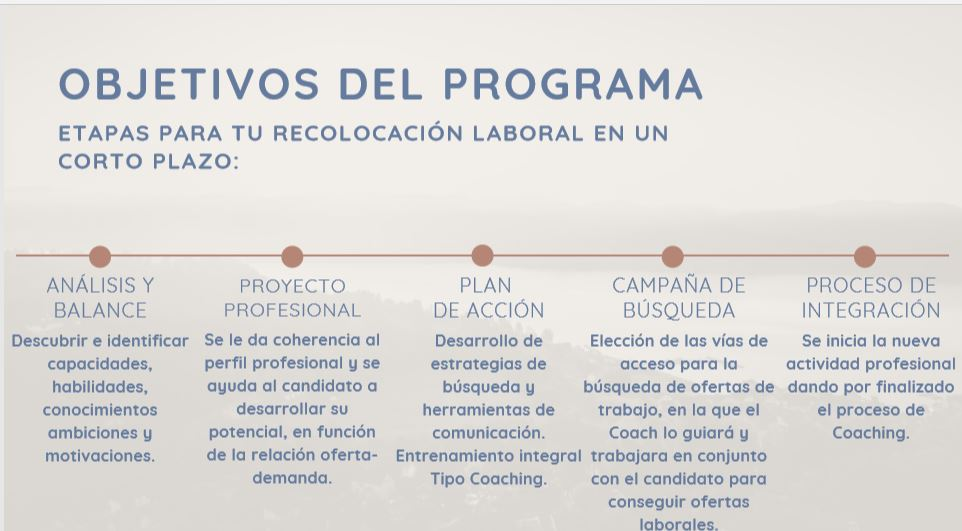 OBJETIVOS DEL PROGRAMA
ETAPAS PARA TU RECOLOCACIÓN LABORAL EN UN
CORTO PLAZO:
ANÁLISIS Y
BALANCE
Descubrir e identificar
capacidades,
habilidades,
conocimientos
ambiciones y
motivaciones.
PROYECTO
PROFESIONAL
Se le da coherencia al
perfil profesional y se
ayuda al candidato a
desarrollar su
potencial, en función
de la relación oferta-
demanda.
PLAN
DE ACCIÓN
Desarrollo de
estrategias de
búsqueda y
herramientas de
comunicación.
Entrenamiento integral
Tipo Coaching.
CAMPAÑA DE
BÚSQUEDA
Elección de las vías de
acceso para la
búsqueda de ofertas de
trabajo, en la que el
Coach lo guiará y
trabajara en conjunto
con el candidato para
conseguir ofertas
laborales.
PROCESO DE
INTEGRACIÓN
Se inicia la nueva
actividad profesional
dando por finalizado
el proceso de
Coaching.